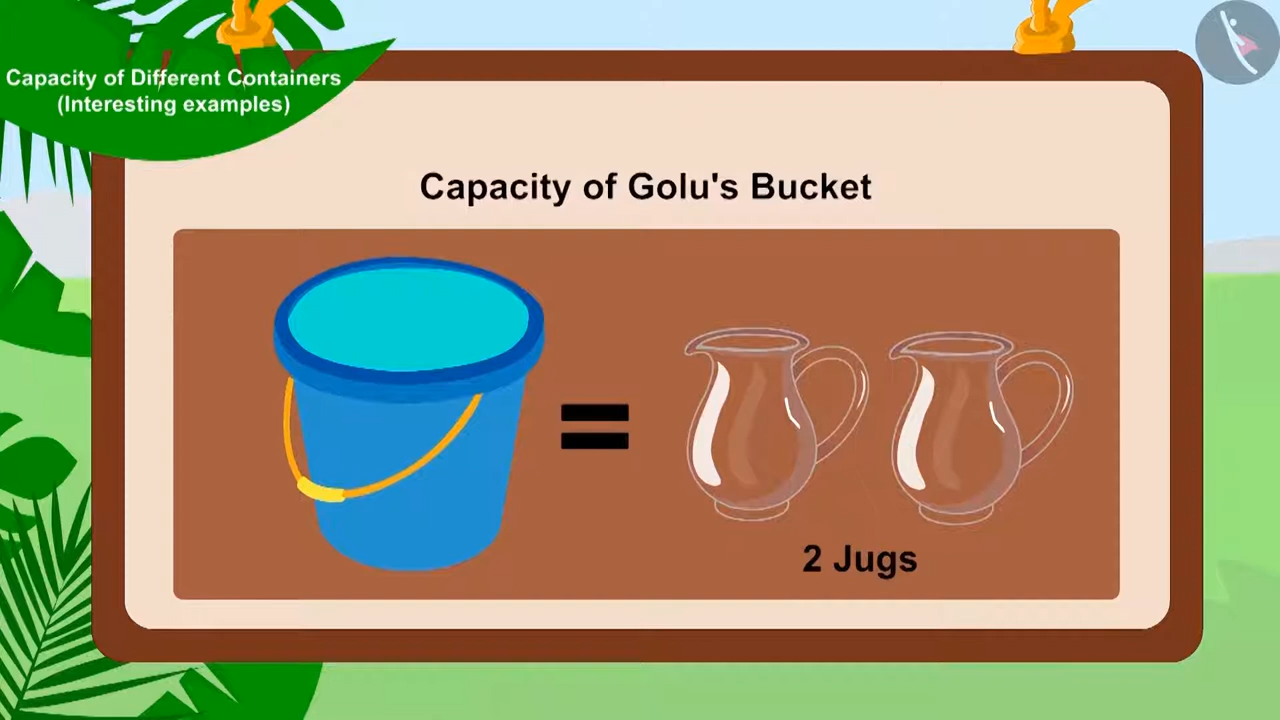 Capacity of Different Containers
(Interesting examples)
Capacity of Golu's Bucket
2 Jugs